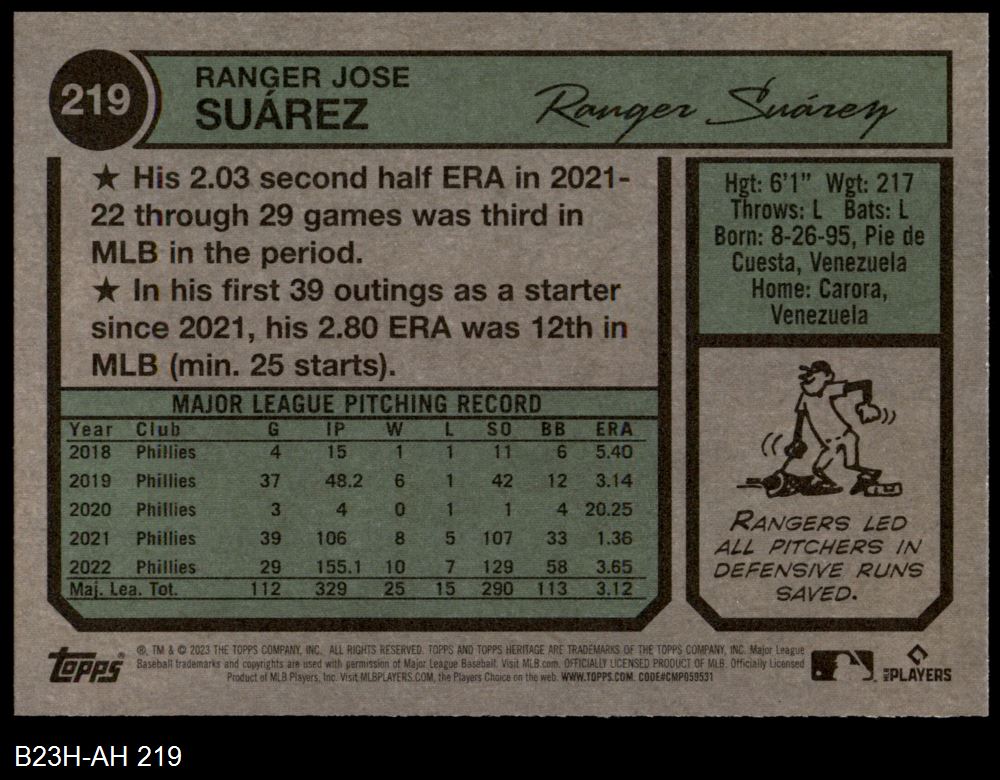 219
RANGER JOSE
SUÁREZ
Ranger Suárez
★ His 2.03 second half ERA in 2021-
22 through 29 games was third in
MLB in the period.
★ In his first 39 outings as a starter
since 2021, his 2.80 ERA was 12th in
MLB (min. 25 starts).
Hgt: 6'1" Wgt: 217
Throws: L Bats: L
Born: 8-26-95, Pie de
Cuesta, Venezuela
Home: Carora,
Venezuela
MAJOR LEAGUE PITCHING RECORD
Year Club G IP W L SO BB ERA
2018 Phillies 4 15 1 1 11 6 5.40
2019 Phillies 37 48.2 6 1 42 12 3.14
2020 Phillies 3 4 0 1 1 4 20.25
2021 Phillies 39 106 8 5 107 33 1.36
2022 Phillies 29 155.1 10 7 129 58 3.65
Maj. Lea. Tot. 112 329 25 15 290 113 3.12
RANGERS LED
ALL PITCHERS IN
DEFENSIVE RUNS
SAVED.
topps
®, TM & © 2023 THE TOPPS COMPANY, INC. ALL RIGHTS RESERVED. TOPPS AND TOPPS HERITAGE ARE TRADEMARKS OF THE TOPPS COMPANY, INC. Major League
Baseball trademarks and copyrights are used with permission of Major League Baseball. Visit MLB.com. OFFICIALLY LICENSED PRODUCT OF MLB. Officially Licensed
Product of MLB Players, Inc. Visit MLBPLAYERS.COM, the Players Choice on the web. WWW.TOPPS.COM. CODE#CMP059531
MLB PLAYERS
B23H-AH 219